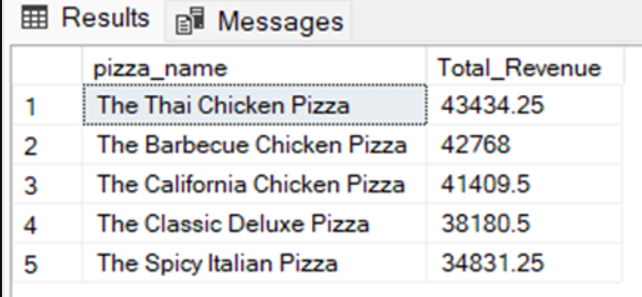 Results Messages
pizza_name Total_Revenue
1 The Thai Chicken Pizza 43434.25
2 The Barbecue Chicken Pizza 42768
3 The California Chicken Pizza 41409.5
4 The Classic Deluxe Pizza 38180.5
5 The Spicy Italian Pizza 34831.25